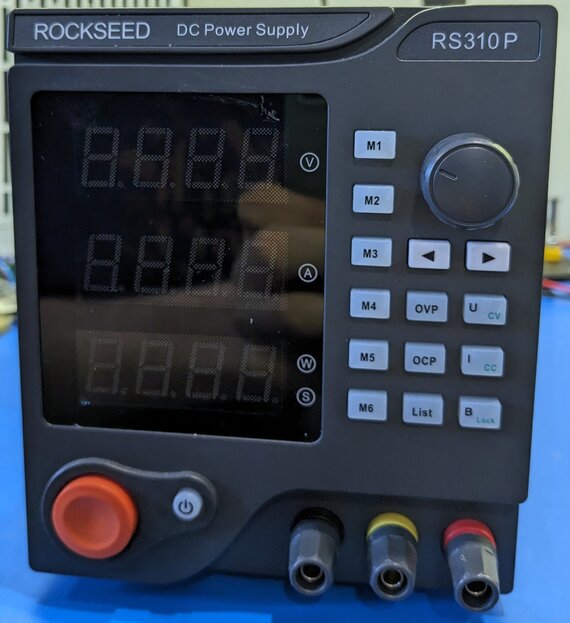 ROCKSEED DC Power Supply
RS310P
V
A
W
S
M1
M2
M3 ◄ ►
M4 OVP U CV
M5 OCP I CC
M6 List B Lock